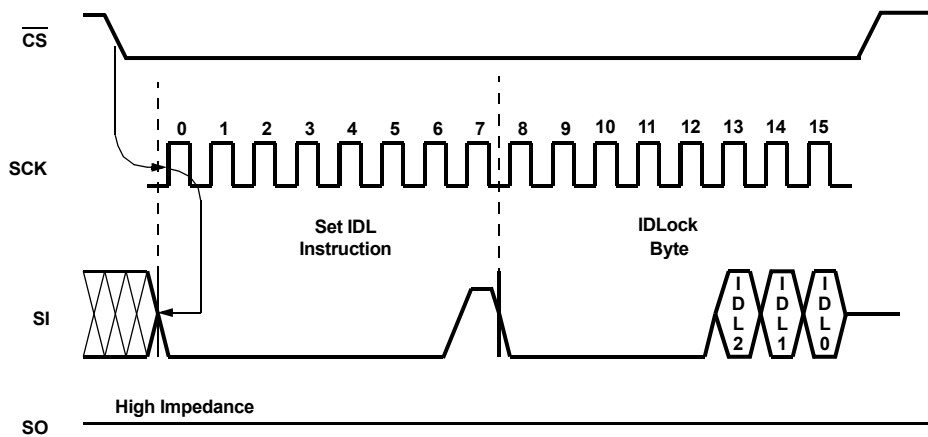 CS
0 1 2 3 4 5 6 7 8 9 10 11 12 13 14 15
SCK
Set IDL
Instruction
IDLock
Byte
SI
IDL2
IDL1
IDL0
High Impedance
SO